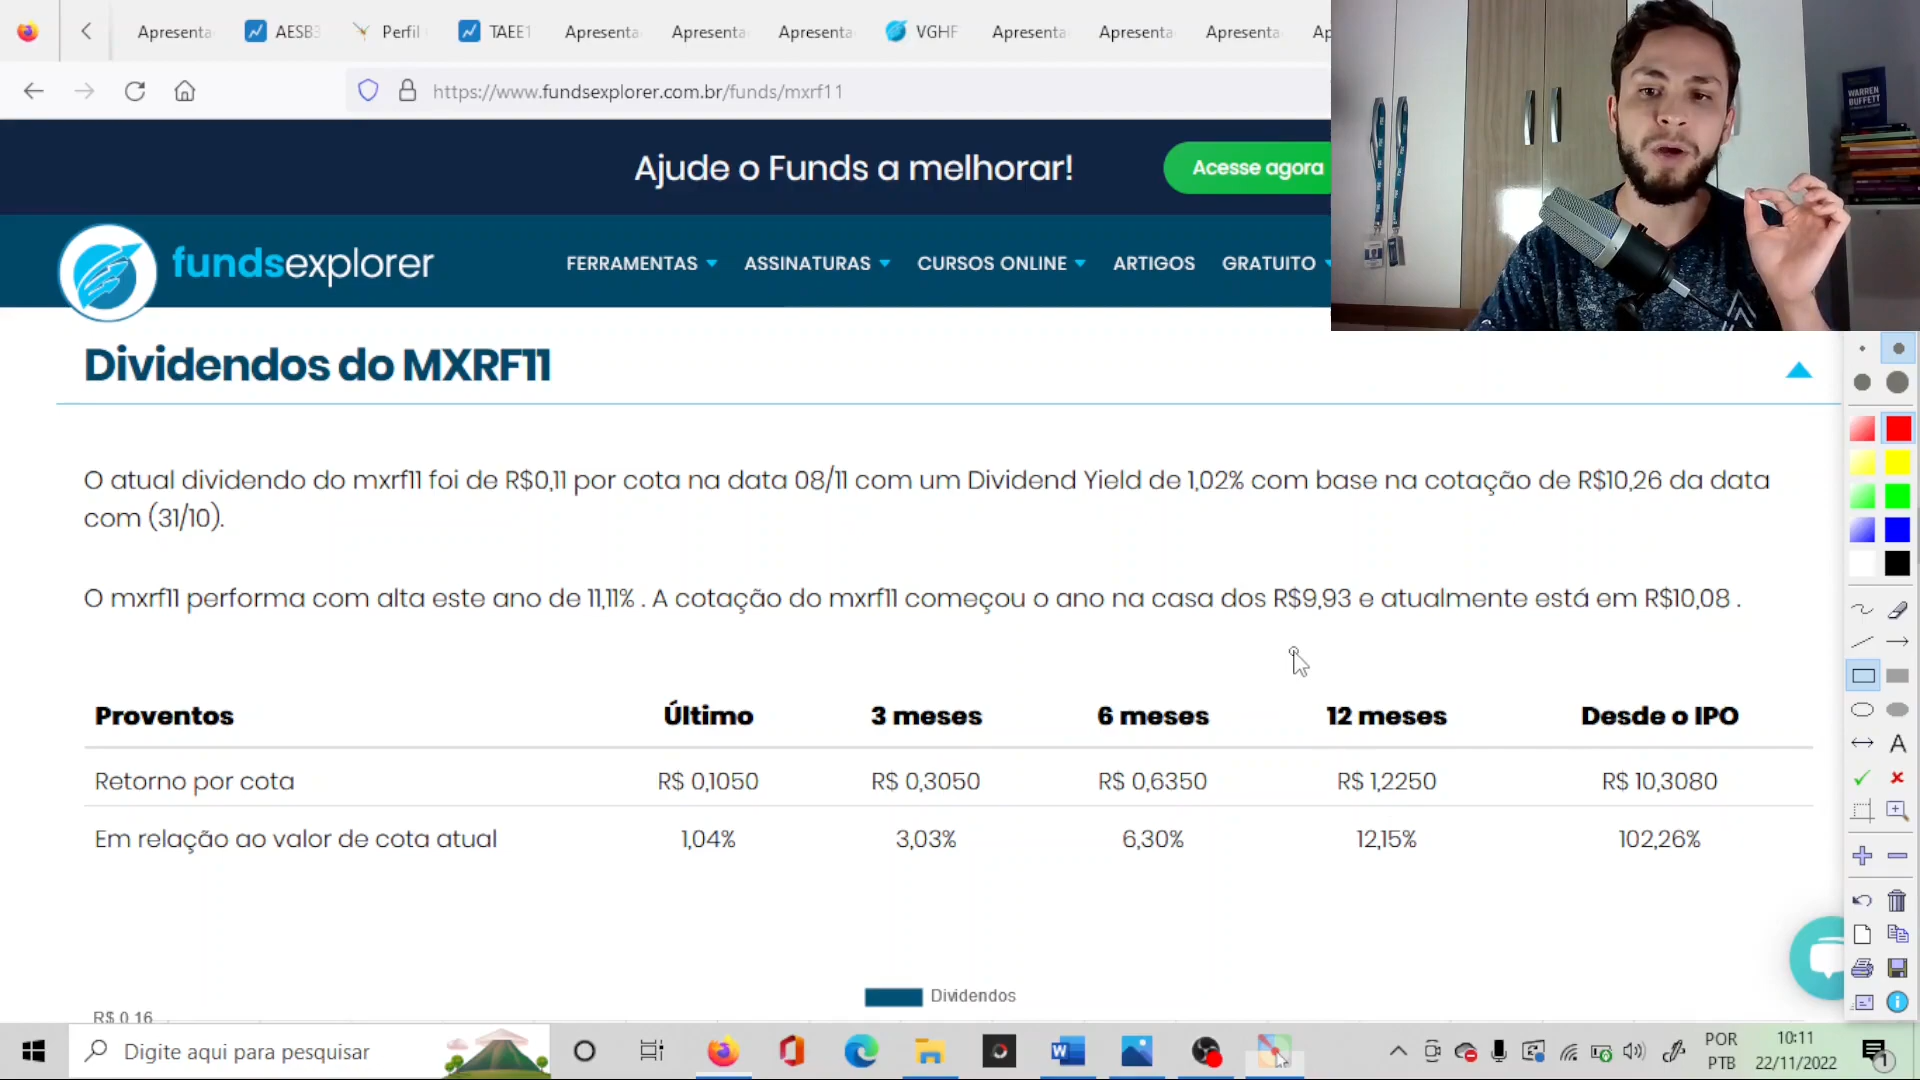 Apresenta
AESB3
Perfil
TAEE1
Apresenta
Apresenta
Apresenta
VGHF
Apresenta
Apresenta
Apresenta
Ap
https://www.fundsexplorer.com.br/funds/mxrf11
WARREN
BUFFETT
Ajude o Funds a melhorar!
Acesse agora
fundsexplorer
FERRAMENTAS
ASSINATURAS
CURSOS ONLINE
ARTIGOS
GRATUITO
Dividendos do MXRF11
O atual dividendo do mxrf11 foi de R$0,11 por cota na data 08/11 com um Dividend Yield de 1,02% com base na cotação de R$10,26 da data
com (31/10).
O mxrf11 performa com alta este ano de 11,11% . A cotação do mxrf11 começou o ano na casa dos R$9,93 e atualmente está em R$10,08 .
Proventos Último 3 meses 6 meses 12 meses Desde o IPO
Retorno por cota R$ 0,1050 R$ 0,3050 R$ 0,6350 R$ 1,2250 R$ 10,3080
Em relação ao valor de cota atual 1,04% 3,03% 6,30% 12,15% 102,26%
Dividendos
R$ 0,16
A
Digite aqui para pesquisar
POR
PTB
10:11
22/11/2022
1